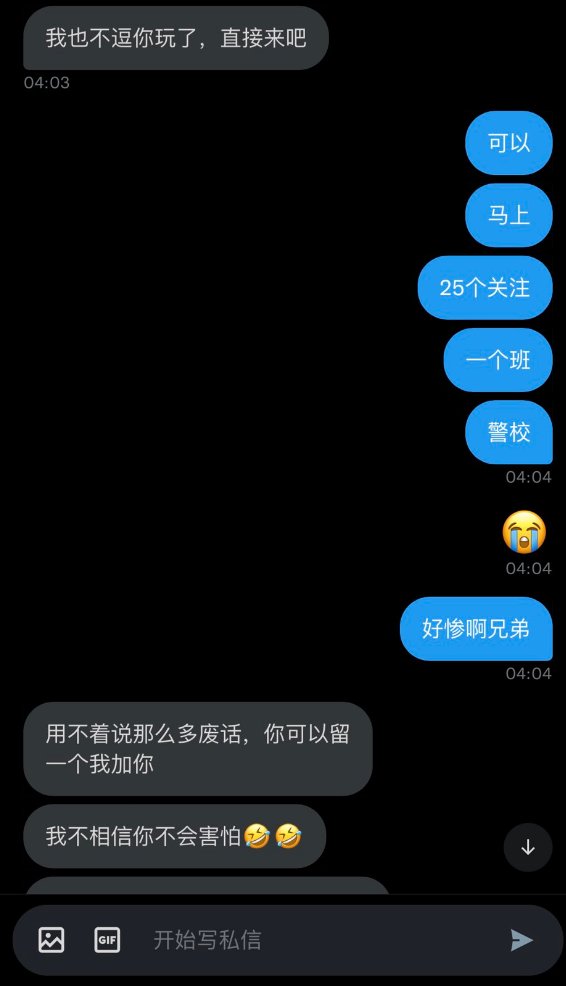 我也不逗你玩了，直接来吧
04:03
可以
马上
25个关注
一个班
警校
04:04
😭
04:04
好惨啊兄弟
04:04
用不着说那么多废话，你可以留
一个我加你
我不相信你不会害怕🤣🤣
GIF
开始写私信